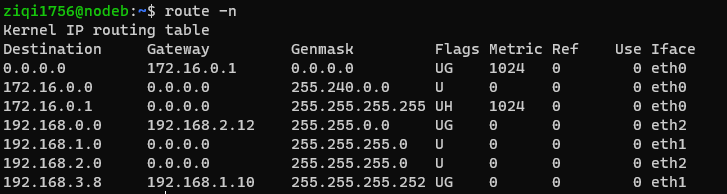 ziqi1756@nodeb:~$ route -n
Kernel IP routing table
Destination     Gateway         Genmask         Flags Metric Ref    Use Iface
0.0.0.0         172.16.0.1      0.0.0.0         UG    1024   0        0 eth0
172.16.0.0      0.0.0.0         255.240.0.0     U     0      0        0 eth0
172.16.0.1      0.0.0.0         255.255.255.255 UH    1024   0        0 eth0
192.168.0.0     192.168.2.12    255.255.0.0     UG    0      0        0 eth2
192.168.1.0     0.0.0.0         255.255.255.0   U     0      0        0 eth1
192.168.2.0     0.0.0.0         255.255.255.0   U     0      0        0 eth2
192.168.3.8     192.168.1.10    255.255.255.252 UG    0      0        0 eth1